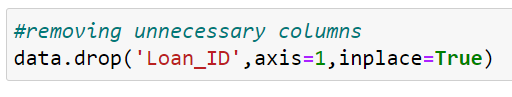 #removing unnecessary columns
data.drop('Loan_ID',axis=1,inplace=True)